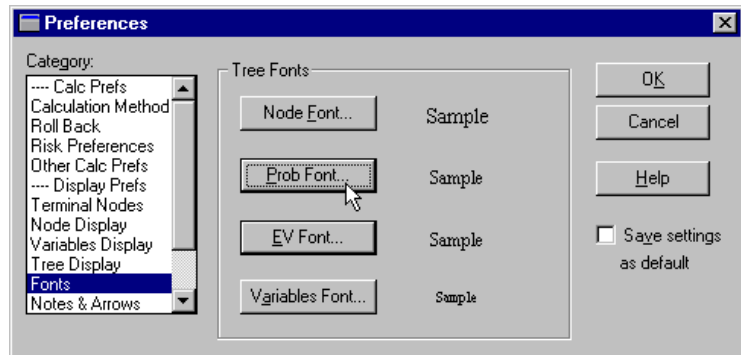 Preferences
Category:
---- Calc Prefs
Calculation Method
Roll Back
Risk Preferences
Other Calc Prefs
---- Display Prefs
Terminal Nodes
Node Display
Variables Display
Tree Display
Fonts
Notes & Arrows
Tree Fonts
Node Font... Sample
Prob Font... Sample
EV Font... Sample
Variables Font... Sample
OK
Cancel
Help
Save settings
as default